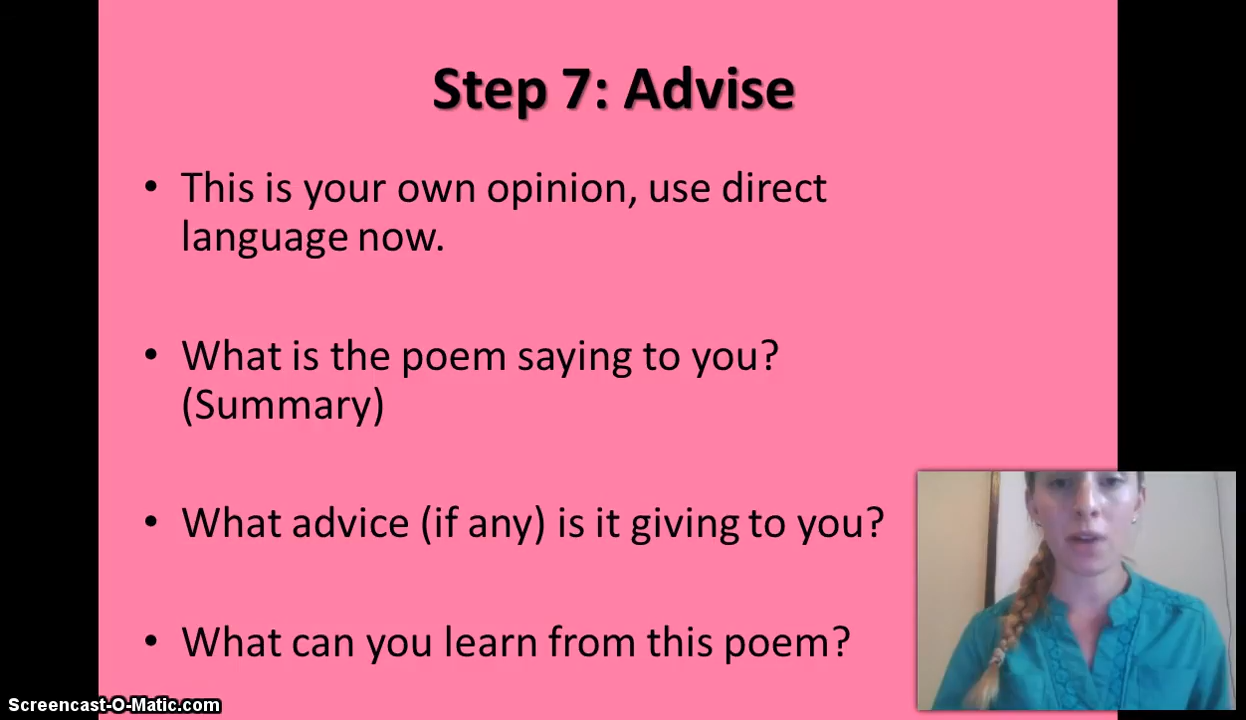 Step 7: Advise
• This is your own opinion, use direct
language now.
• What is the poem saying to you?
(Summary)
• What advice (if any) is it giving to you?
• What can you learn from this poem?
Screencast-O-Matic.com